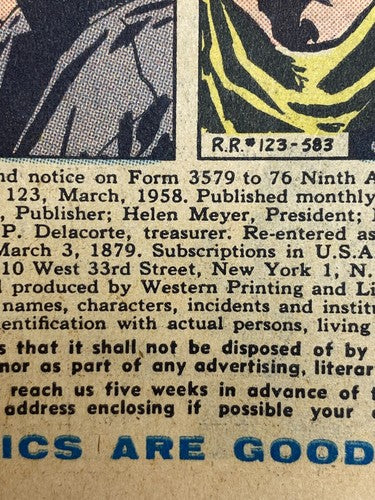 R.R.#123-583
nd notice on Form 3579 to 76 Ninth A
123, March, 1958. Published monthly
, Publisher; Helen Meyer, President;
P. Delacorte, treasurer. Re-entered as
March 3, 1879. Subscriptions in U.S.A
10 West 33rd Street, New York 1, N.
d produced by Western Printing and Li
names, characters, incidents and institu
dentification with actual persons, living
s that it shall not be disposed of by
nor as part of any advertising, literar
reach us five weeks in advance of t
address enclosing if possible your
ICS ARE GOOD